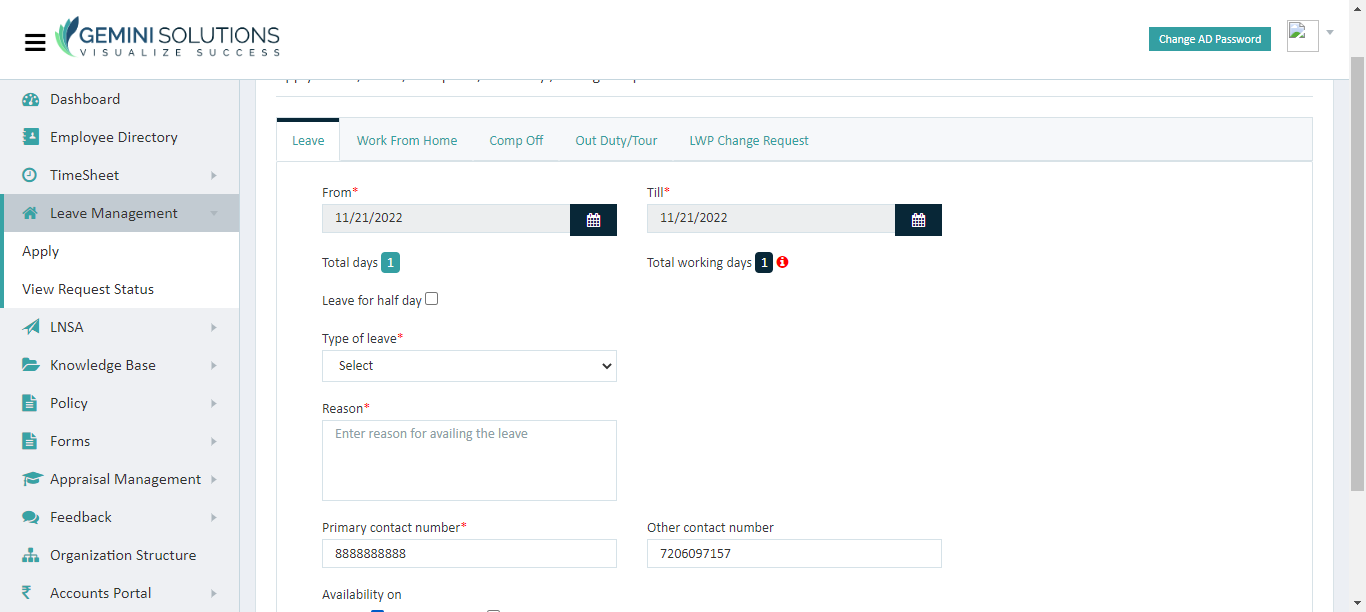 GEMINI SOLUTIONS
VISUALIZE SUCCESS
Change AD Password
Dashboard
Employee Directory
TimeSheet
Leave Management
Apply
View Request Status
LNSA
Knowledge Base
Policy
Forms
Appraisal Management
Feedback
Organization Structure
₹ Accounts Portal
Leave Work From Home Comp Off Out Duty/Tour LWP Change Request
From* Till*
11/21/2022 11/21/2022
Total days 1 Total working days 1
Leave for half day
Type of leave*
Select
Reason*
Enter reason for availing the leave
Primary contact number* Other contact number
8888888888 7206097157
Availability on